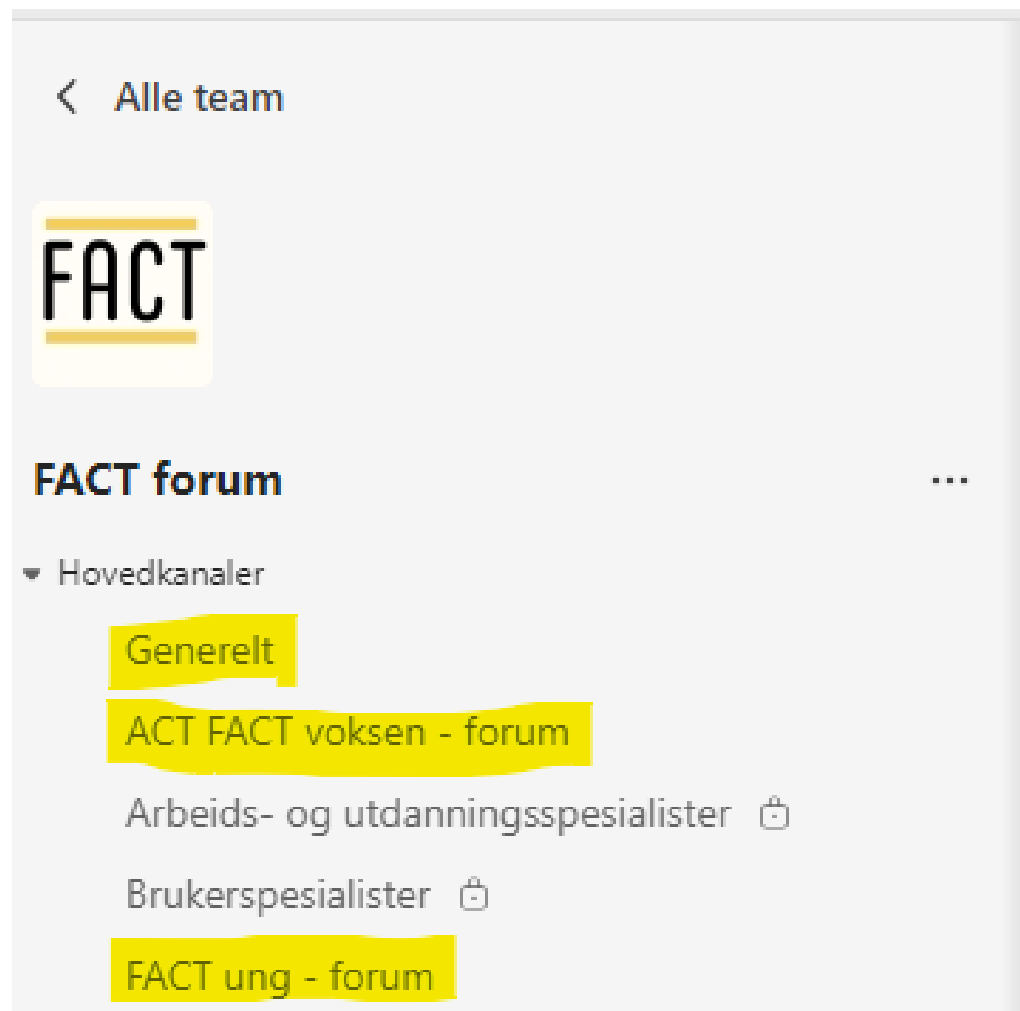 Alle team
FACT
FACT forum
Hovedkanaler
Generelt
ACT FACT voksen - forum
Arbeids- og utdanningsspesialister
Brukerspesialister
FACT ung - forum